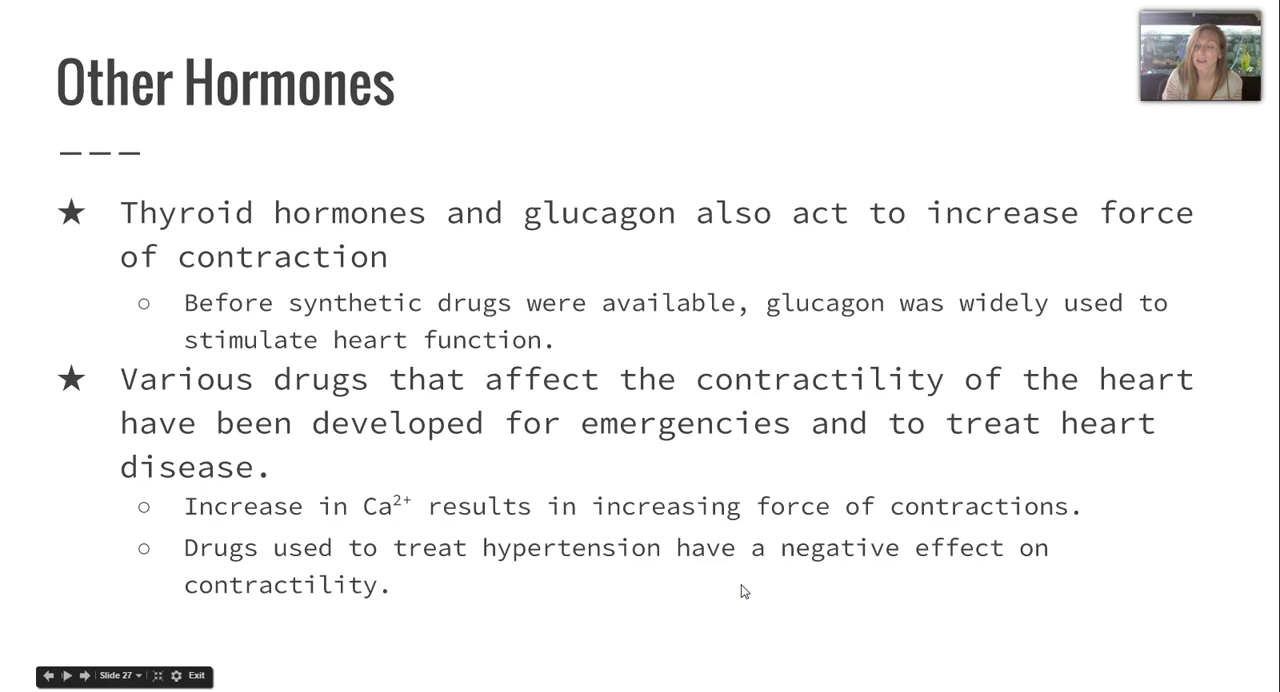 Other Hormones
★ Thyroid hormones and glucagon also act to increase force
of contraction
○ Before synthetic drugs were available, glucagon was widely used to
stimulate heart function.
★ Various drugs that affect the contractility of the heart
have been developed for emergencies and to treat heart
disease.
○ Increase in Ca²⁺ results in increasing force of contractions.
○ Drugs used to treat hypertension have a negative effect on
contractility.
Slide 27 Exit